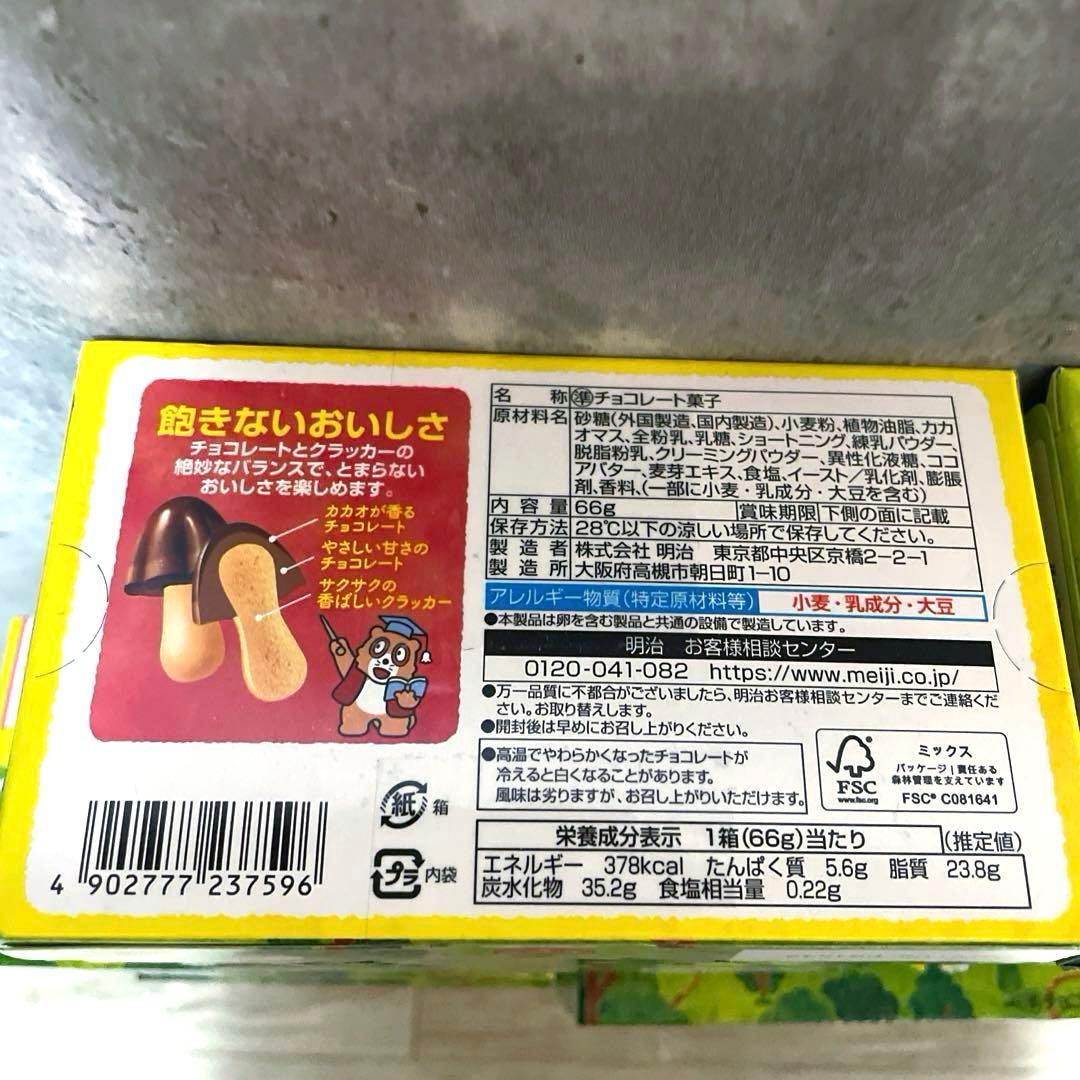 飽きないおいしさ
チョコレートとクラッカーの
絶妙なバランスで、とまらない
おいしさを楽しめます。
カカオが香る
チョコレート
やさしい甘さの
チョコレート
サクサクの
香ばしいクラッカー
4 902777 237596
紙 箱
プラ 内袋
名称 準チョコレート菓子
原材料名 砂糖(外国製造、国内製造)、小麦粉、植物油脂、カカ
オマス、全粉乳、乳糖、ショートニング、練乳パウダー、
脱脂粉乳、クリーミングパウダー、異性化液糖、ココ
アバター、麦芽エキス、食塩、イースト/乳化剤、膨脹
剤、香料、(一部に小麦・乳成分・大豆を含む)
内容量 66g 賞味期限 下側の面に記載
保存方法 28℃以下の涼しい場所で保存してください。
製造者 株式会社 明治 東京都中央区京橋2-2-1
製造所 大阪府高槻市朝日町1-10
アレルギー物質(特定原材料等) 小麦・乳成分・大豆
●本製品は卵を含む製品と共通の設備で製造しています。
明治 お客様相談センター
0120-041-082 https://www.meiji.co.jp/
●万一品質に不都合がございましたら、明治お客様相談センターまでご連絡くだ
さい。お取り替えします。
●開封後は早めにお召し上がりください。
●高温でやわらかくなったチョコレートが
冷えると白くなることがあります。
風味は劣りますが、お召し上がりいただけます。
FSC
www.fsc.org
ミックス
パッケージ|責任ある
森林管理を支えています
FSC® C081641
栄養成分表示 1箱(66g)当たり (推定値)
エネルギー 378kcal たんぱく質 5.6g 脂質 23.8g
炭水化物 35.2g 食塩相当量 0.22g